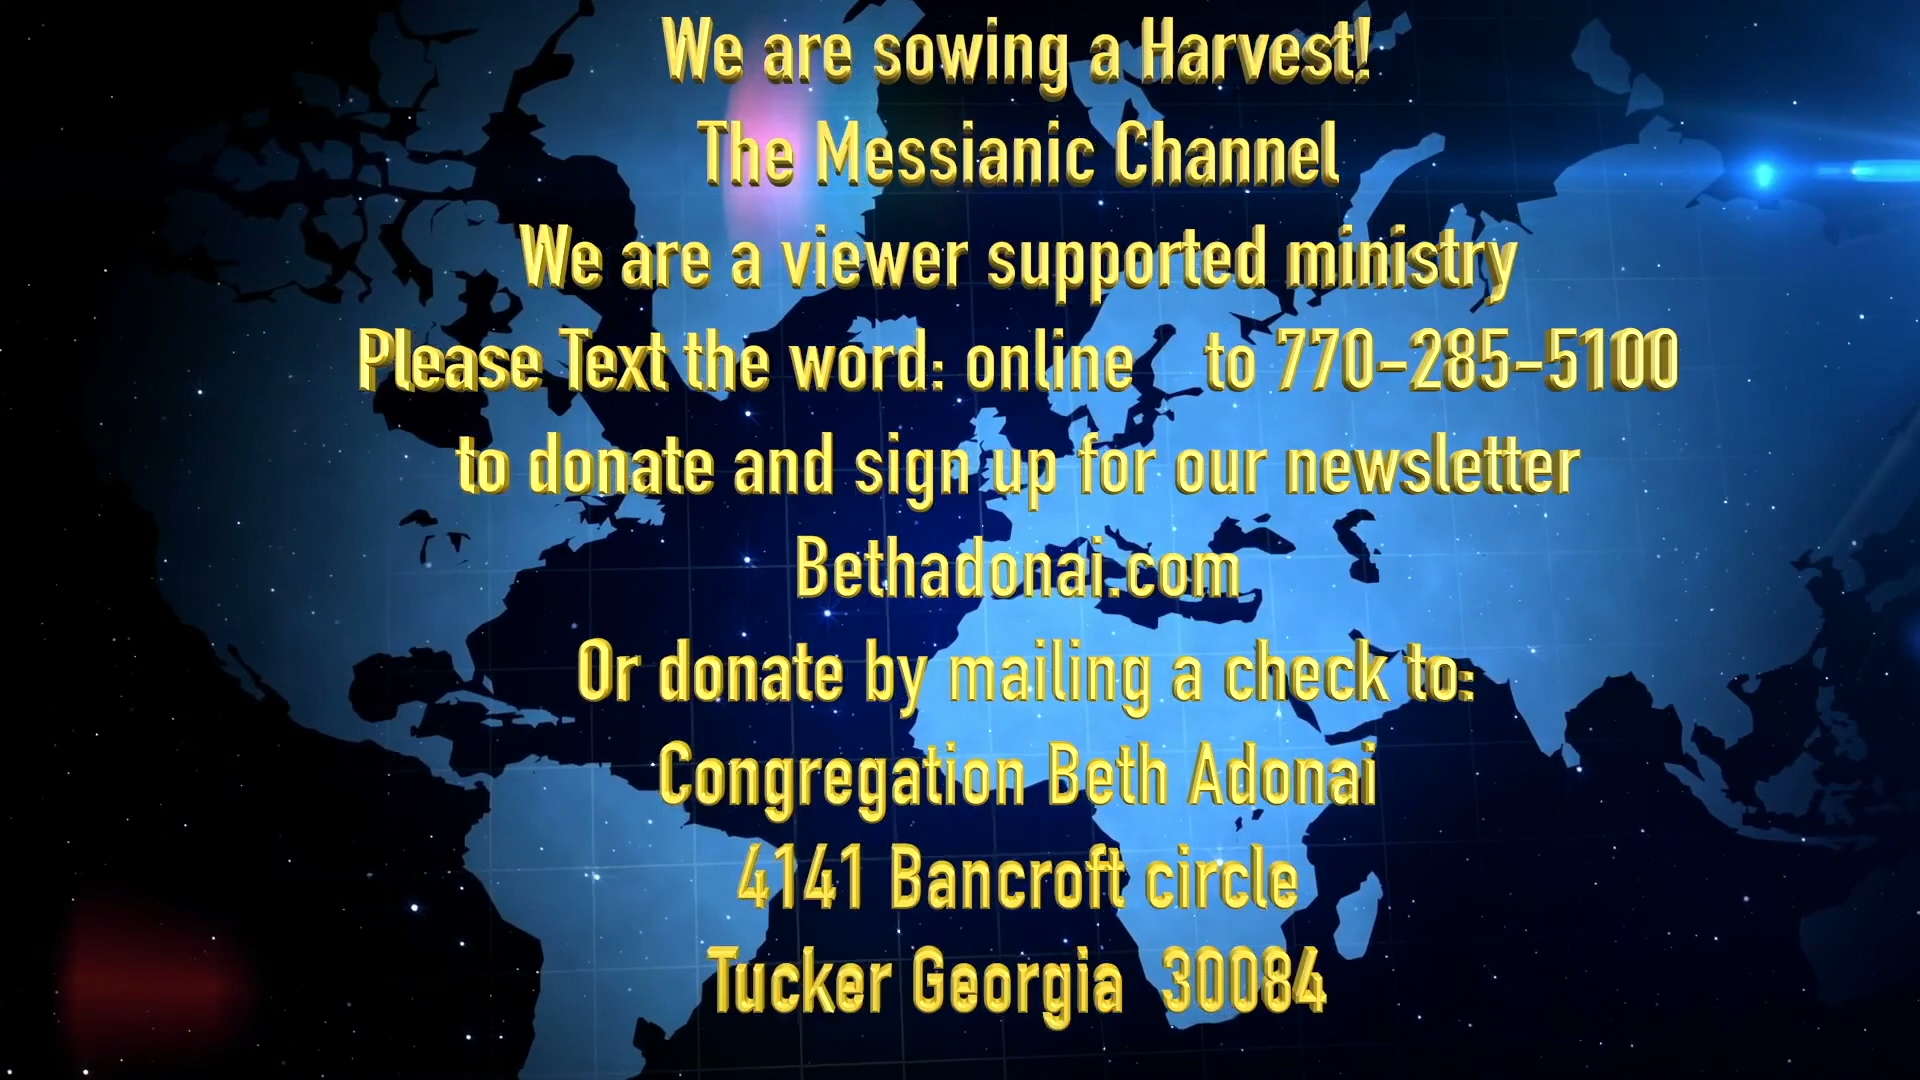 We are sowing a Harvest!
The Messianic Channel
We are a viewer supported ministry
Please Text the word: online to 770-285-5100
to donate and sign up for our newsletter
Bethadonai.com
Or donate by mailing a check to:
Congregation Beth Adonai
4141 Bancroft circle
Tucker Georgia 30084